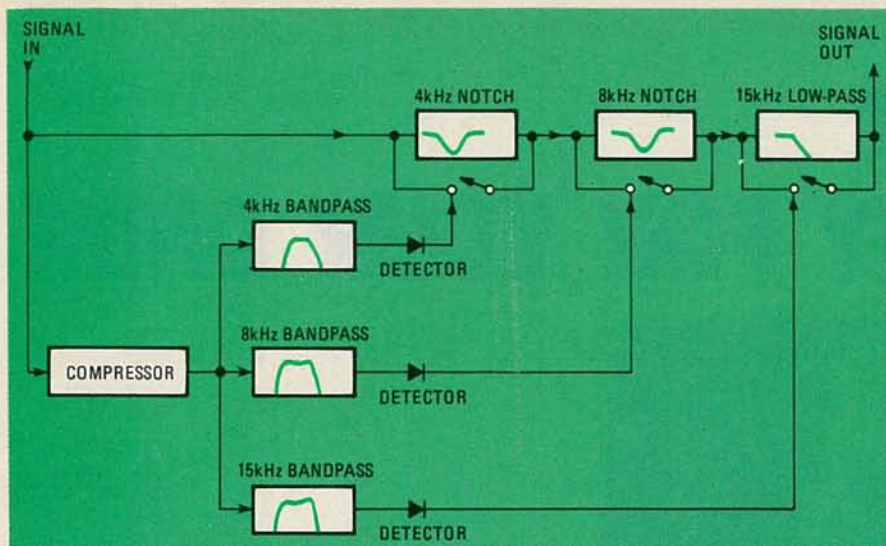 SIGNAL
IN
SIGNAL
OUT
4kHz NOTCH
8kHz NOTCH
15kHz LOW-PASS
4kHz BANDPASS
DETECTOR
8kHz BANDPASS
COMPRESSOR
DETECTOR
15kHz BANDPASS
DETECTOR